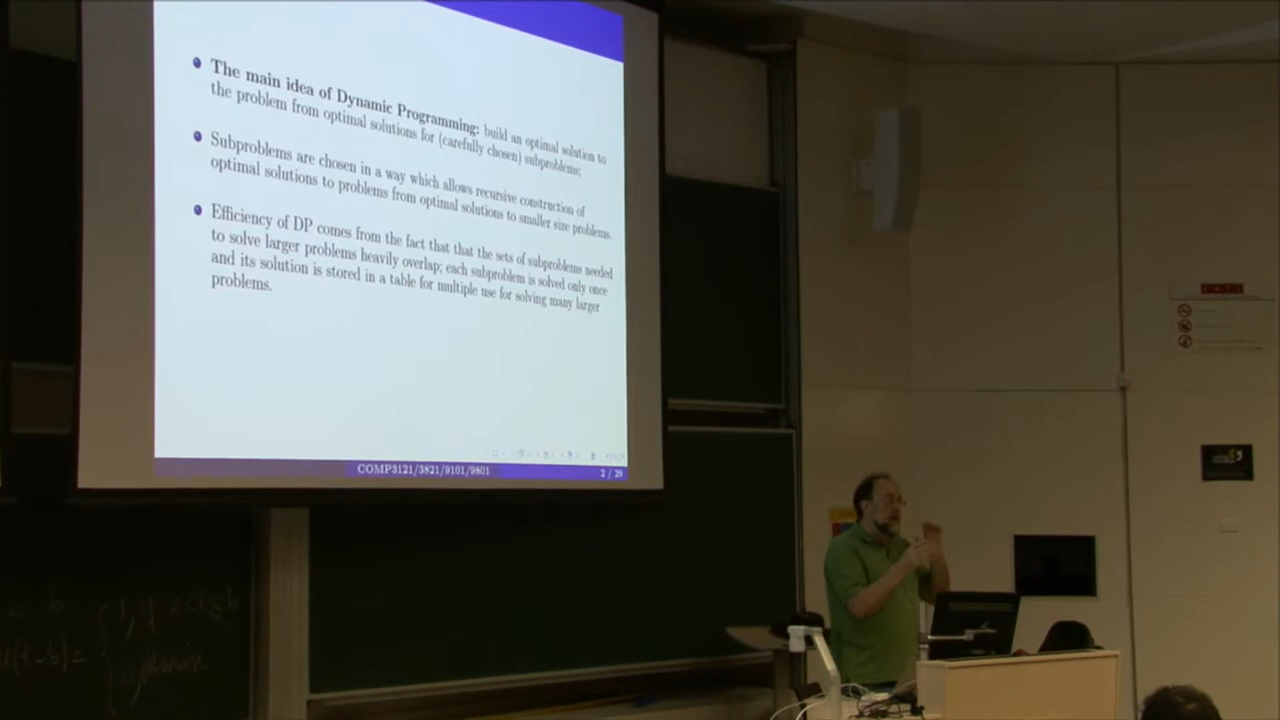 The main idea of Dynamic Programming: build an optimal solution to
the problem from optimal solutions for (carefully chosen) subproblems;
Subproblems are chosen in a way which allows recursive construction of
optimal solutions to problems from optimal solutions to smaller size problems.
Efficiency of DP comes from the fact that that the sets of subproblems needed
to solve larger problems heavily overlap; each subproblem is solved only once
and its solution is stored in a table for multiple use for solving many larger
problems.
COMP3121/3821/9101/9801
2 / 29